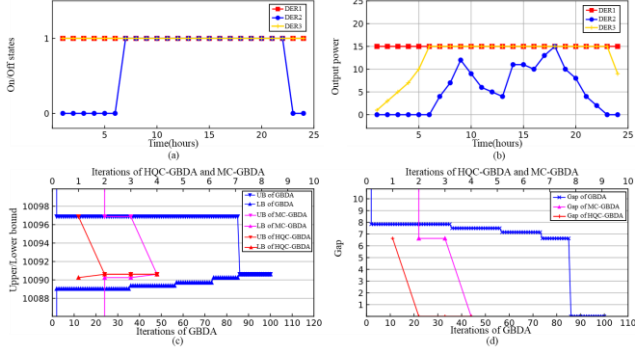 DER1
DER2
DER3
On/Off states
1
0
0 5 10 15 20 25
Time(hours)
(a)
DER1
DER2
DER3
Output power
25
20
15
10
5
0
0 5 10 15 20 25
Time(hours)
(b)
Iterations of HQC-GBDA and MC-GBDA
0 1 2 3 4 5 6 7 8 9 10
UB of GBDA
LB of GBDA
UB of MC-GBDA
LB of MC-GBDA
UB of HQC-GBDA
LB of HQC-GBDA
Upper/Lower bound
10098
10096
10094
10092
10090
10088
0 10 20 30 40 50 60 70 80 90 100 110 120
Iterations of GBDA
(c)
Iterations of HQC-GBDA and MC-GBDA
0 1 2 3 4 5 6 7 8 9 10
Gap of GBDA
Gap of MC-GBDA
Gap of HQC-GBDA
Gap
10
9
8
7
6
5
4
3
2
1
0 10 20 30 40 50 60 70 80 90 100 110
Iterations of GBDA
(d)